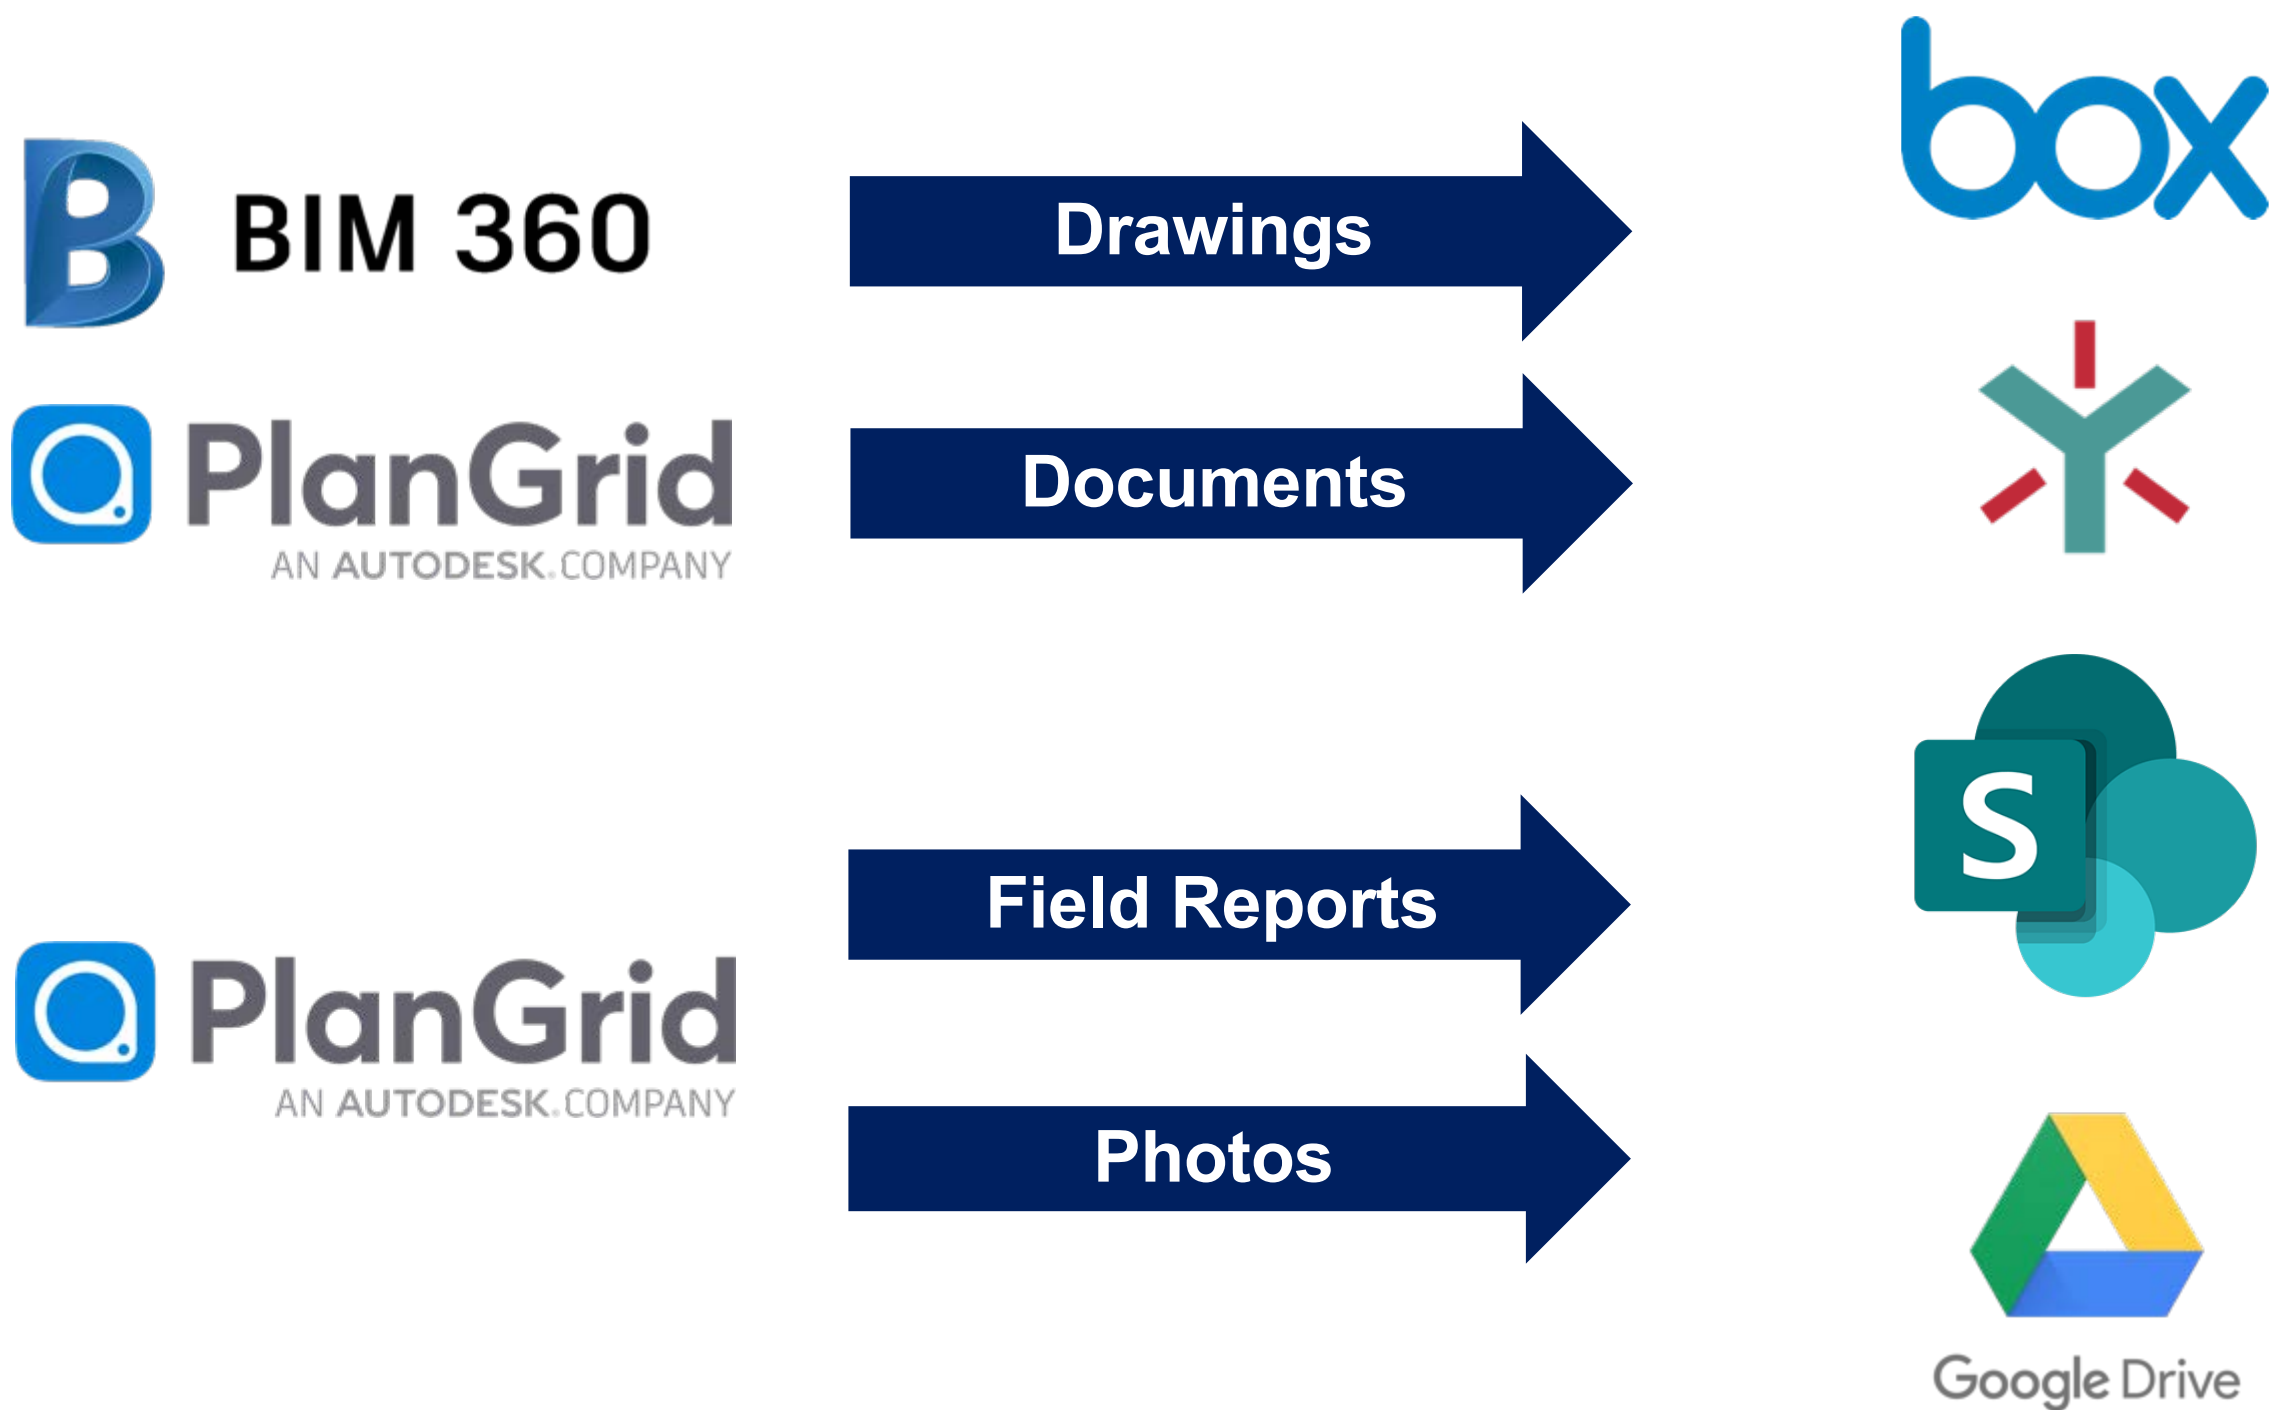 BIM 360
Drawings
box
PlanGrid
AN AUTODESK® COMPANY
Documents
Field Reports
S
PlanGrid
AN AUTODESK® COMPANY
Photos
Google Drive